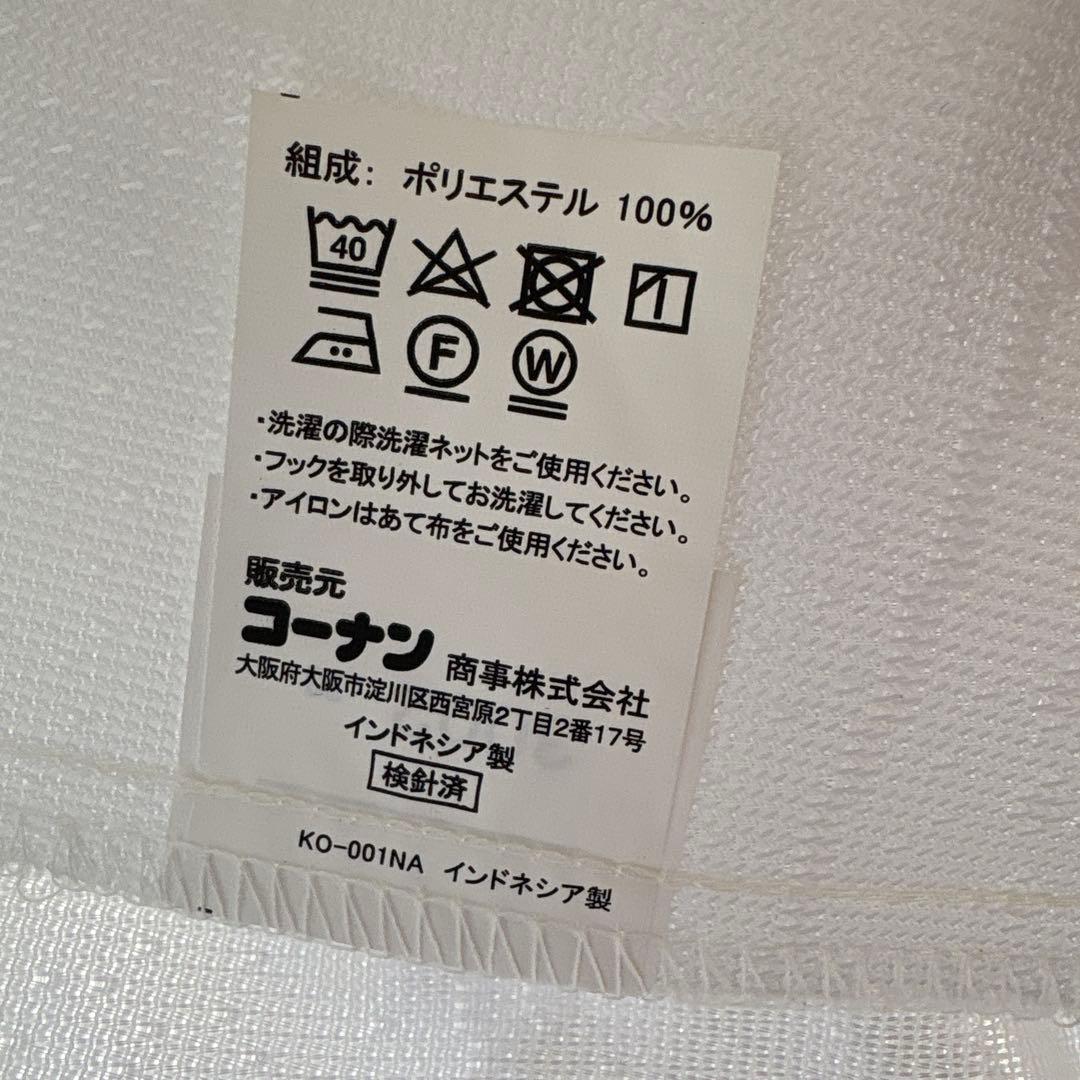 組成: ポリエステル 100%
40
F W
・洗濯の際洗濯ネットをご使用ください。
・フックを取り外してお洗濯してください。
・アイロンはあて布をご使用ください。
販売元
コーナン 商事株式会社
大阪府大阪市淀川区西宮原2丁目2番17号
インドネシア製
検針済
KO-001NA インドネシア製